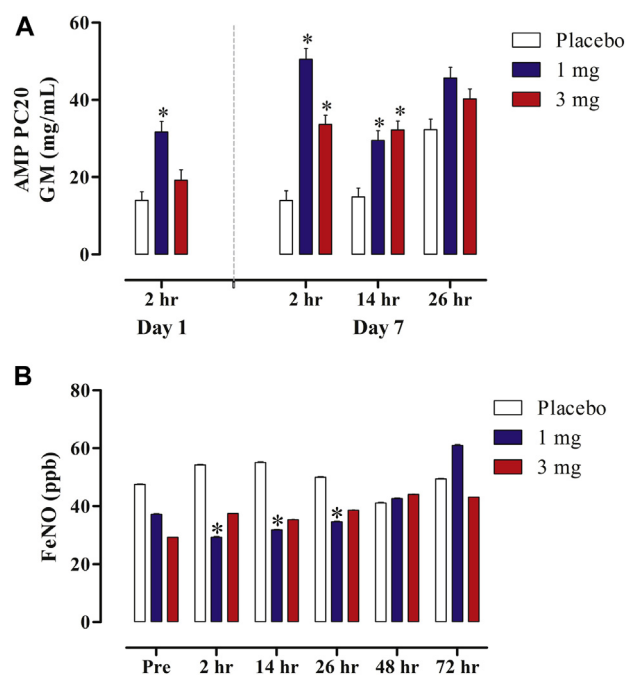 A
AMP PC20
GM (mg/mL)
60
40
20
0
*
* *
* *
Placebo
1 mg
3 mg
2 hr
2 hr 14 hr 26 hr
Day 1
Day 7
B
FeNO (ppb)
80
60
40
20
0
* * *
Placebo
1 mg
3 mg
Pre 2 hr 14 hr 26 hr 48 hr 72 hr